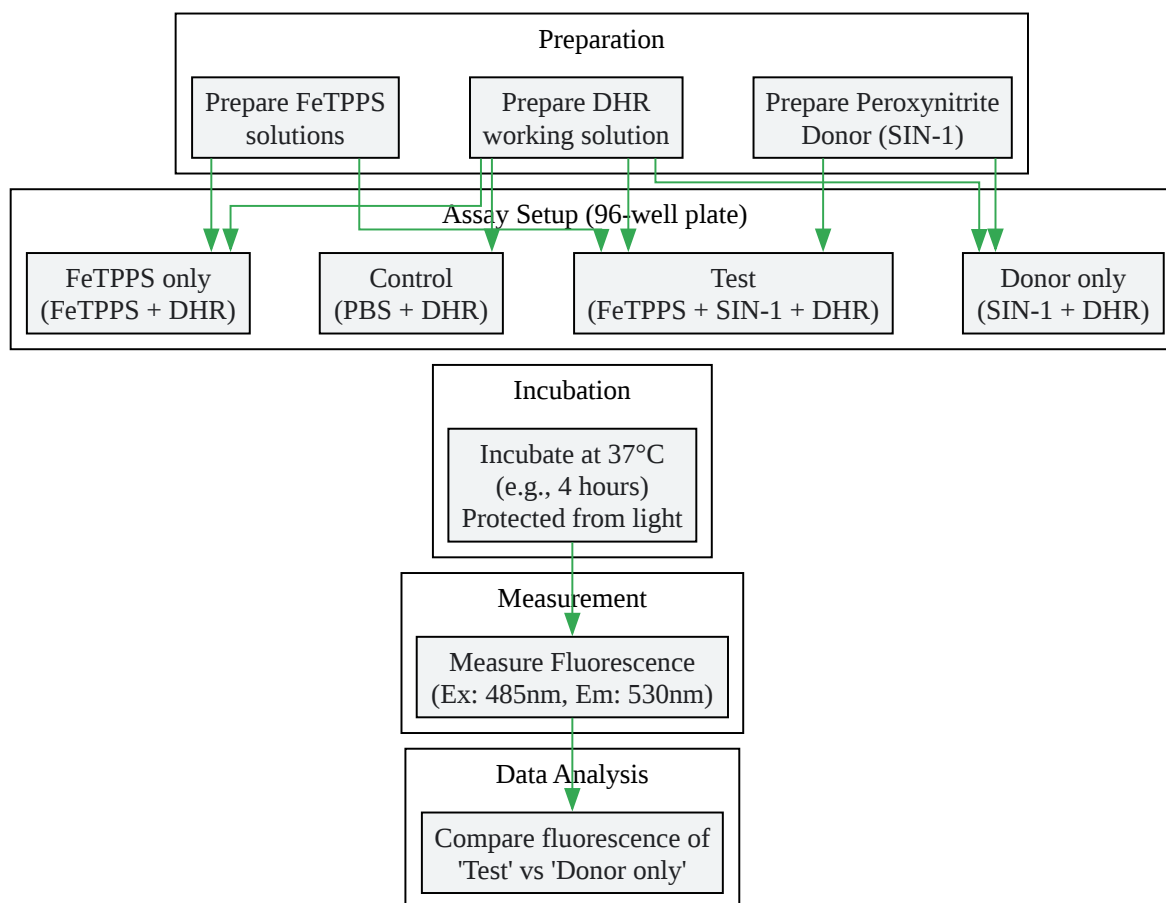 Preparation
Prepare FeTPPS
solutions
Prepare DHR
working solution
Prepare Peroxynitrite
Donor (SIN-1)
Assay Setup (96-well plate)
FeTPPS only
(FeTPPS + DHR)
Control
(PBS + DHR)
Test
(FeTPPS + SIN-1 + DHR)
Donor only
(SIN-1 + DHR)
Incubation
Incubate at 37°C
(e.g., 4 hours)
Protected from light
Measurement
Measure Fluorescence
(Ex: 485nm, Em: 530nm)
Data Analysis
Compare fluorescence of
'Test' vs 'Donor only'